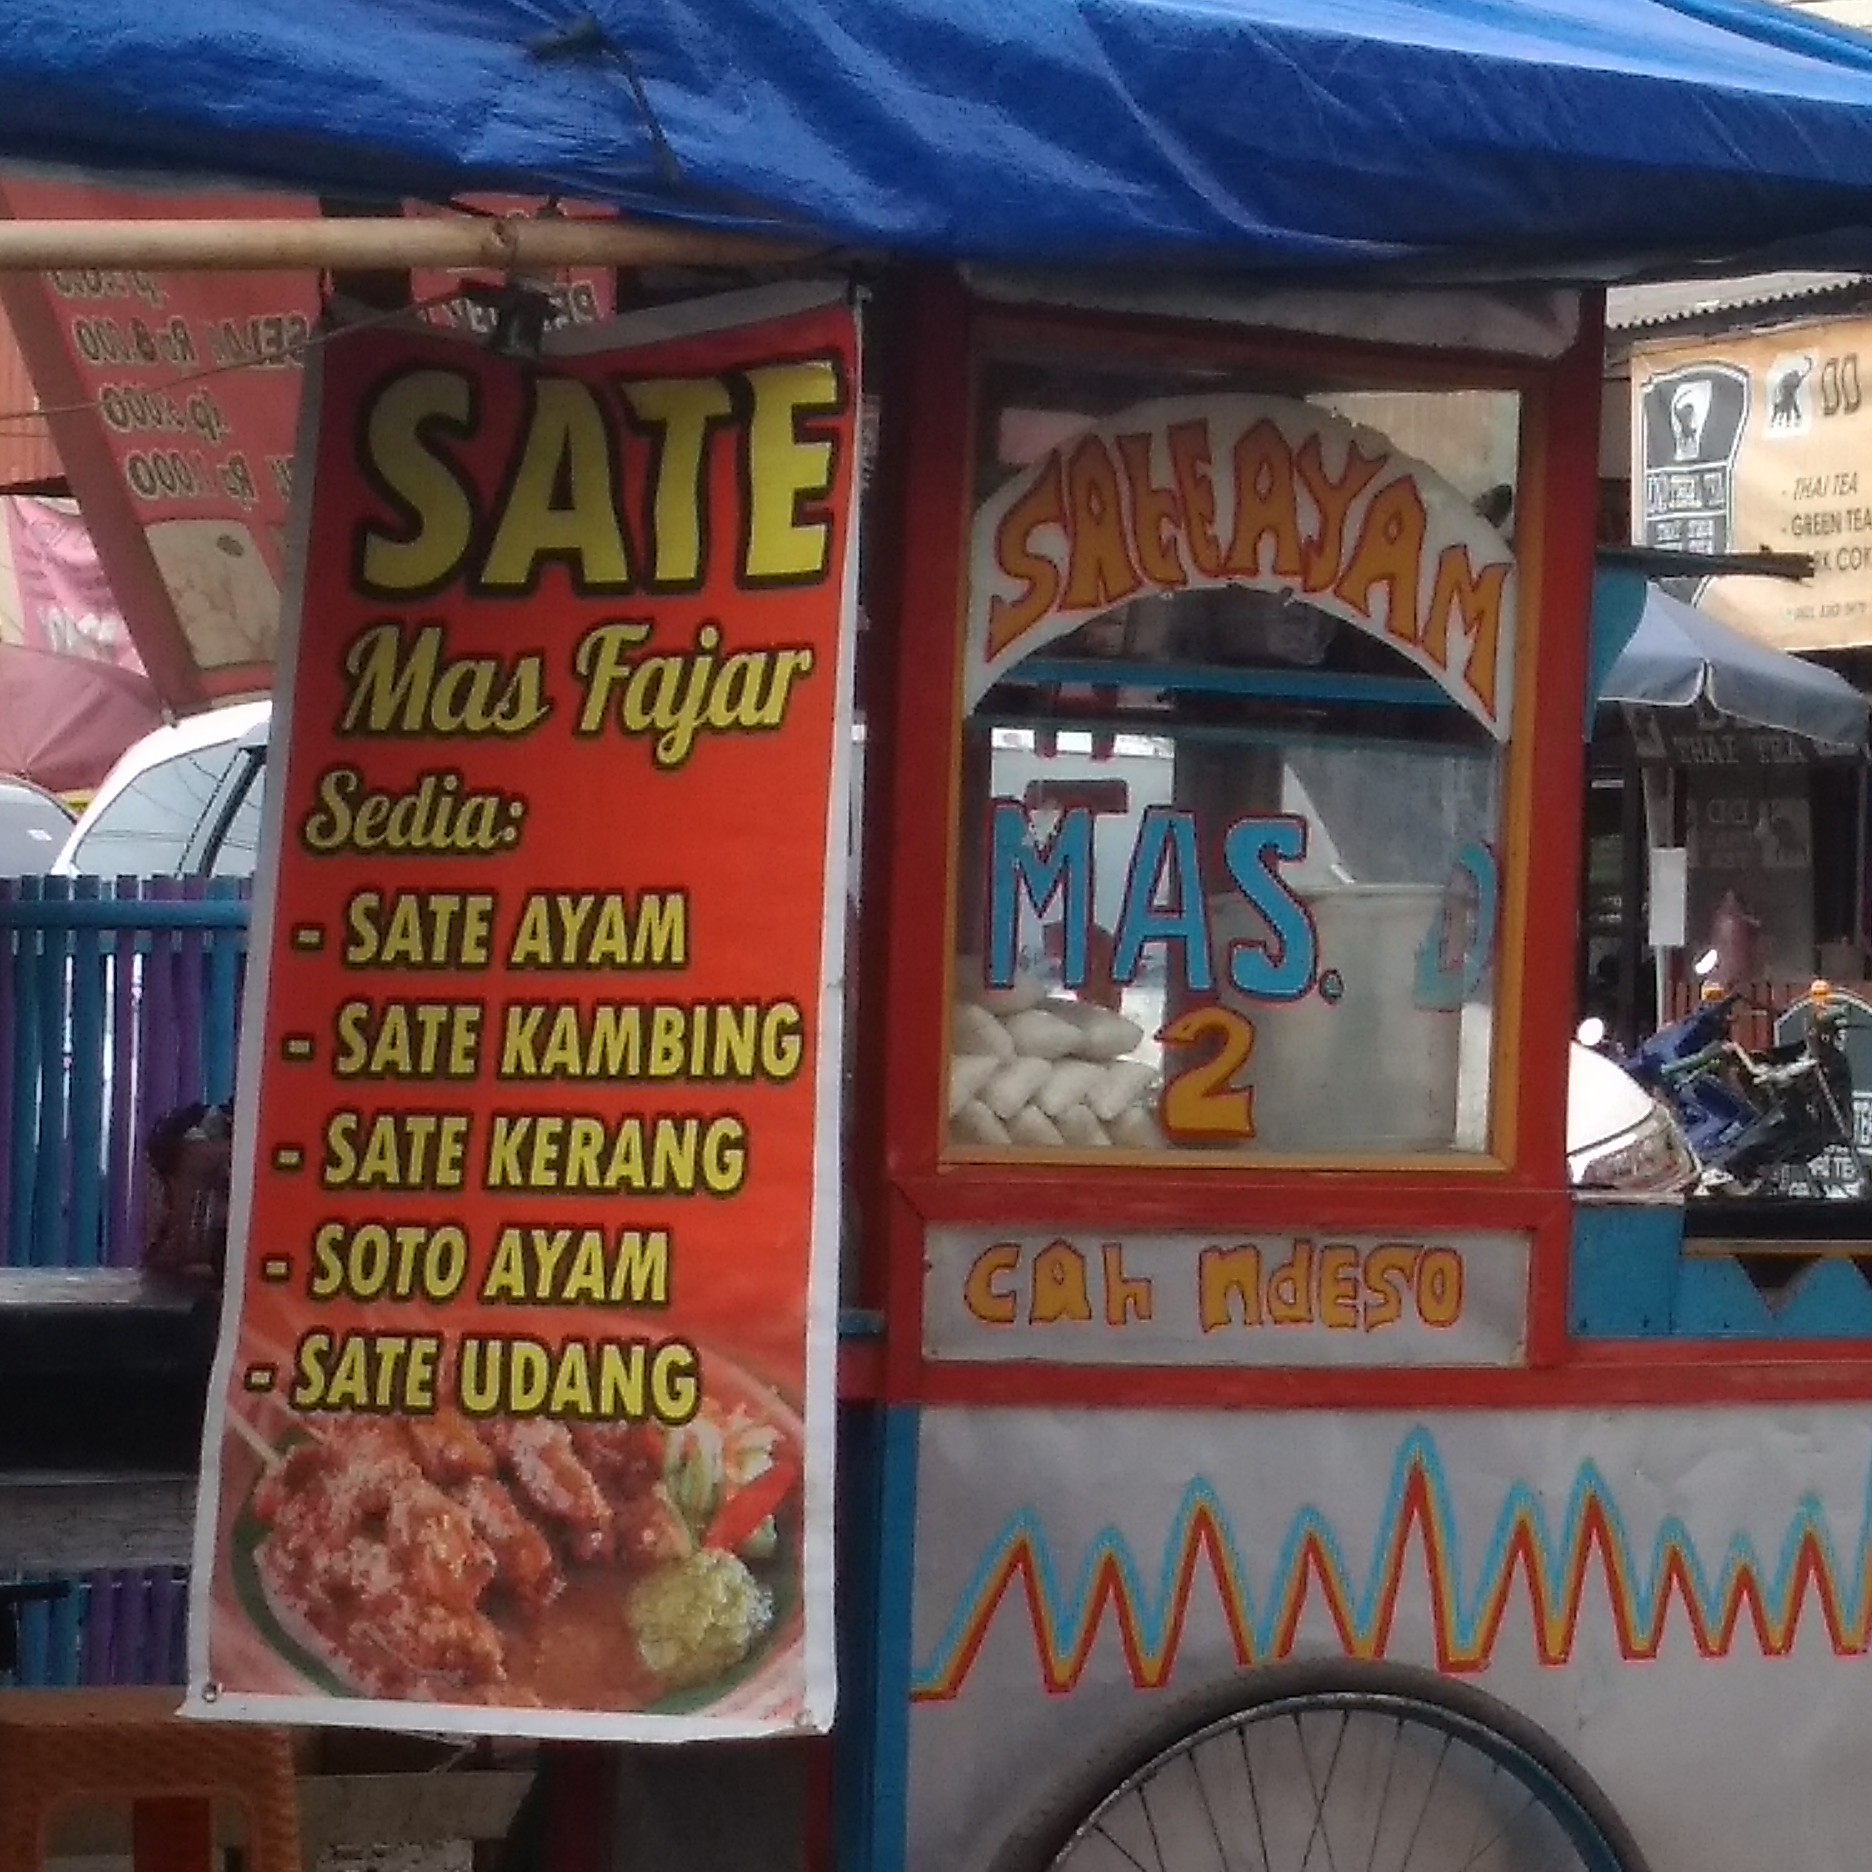 SATE
Mas Fajar
Sedia:
- SATE AYAM
- SATE KAMBING
- SATE KERANG
- SOTO AYAM
- SATE UDANG
SATE AYAM
MAS.
2
CAh NdESO
- THAI TEA
- GREEN TEA
THAI TEA